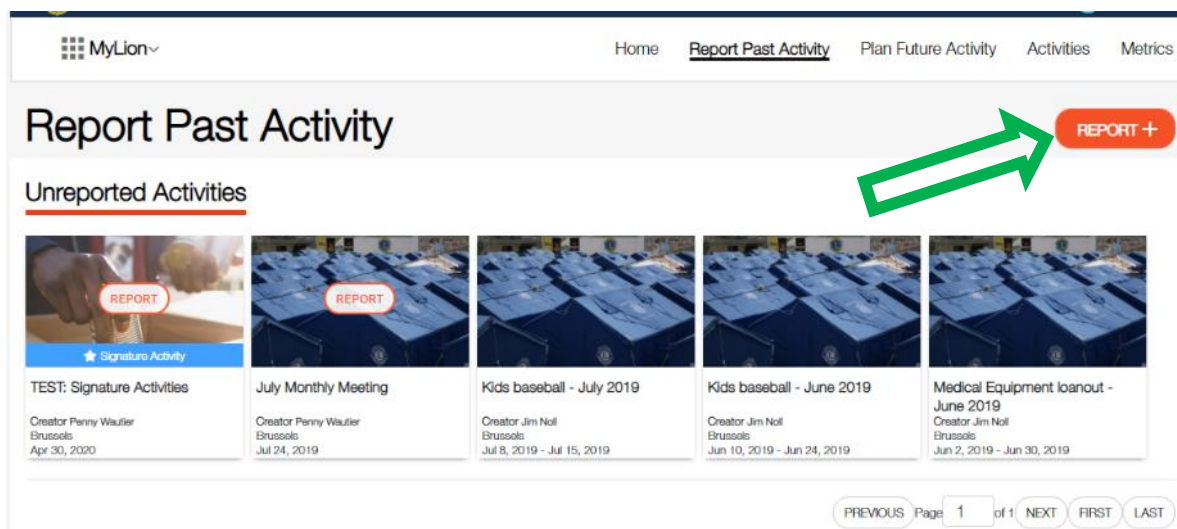 MyLion
Home Report Past Activity Plan Future Activity Activities Metrics
Report Past Activity
REPORT +
Unreported Activities
REPORT
REPORT
Signature Activity
TEST: Signature Activities
Creator Penny Wautier
Brussels
Apr 30, 2020
July Monthly Meeting
Creator Penny Wautier
Brussels
Jul 24, 2019
Kids baseball - July 2019
Creator Jim Noll
Brussels
Jul 8, 2019 - Jul 15, 2019
Kids baseball - June 2019
Creator Jim Noll
Brussels
Jun 10, 2019 - Jun 24, 2019
Medical Equipment loanout -
June 2019
Creator Jim Noll
Brussels
Jun 2, 2019 - Jun 30, 2019
PREVIOUS Page 1 of 1 NEXT FIRST LAST